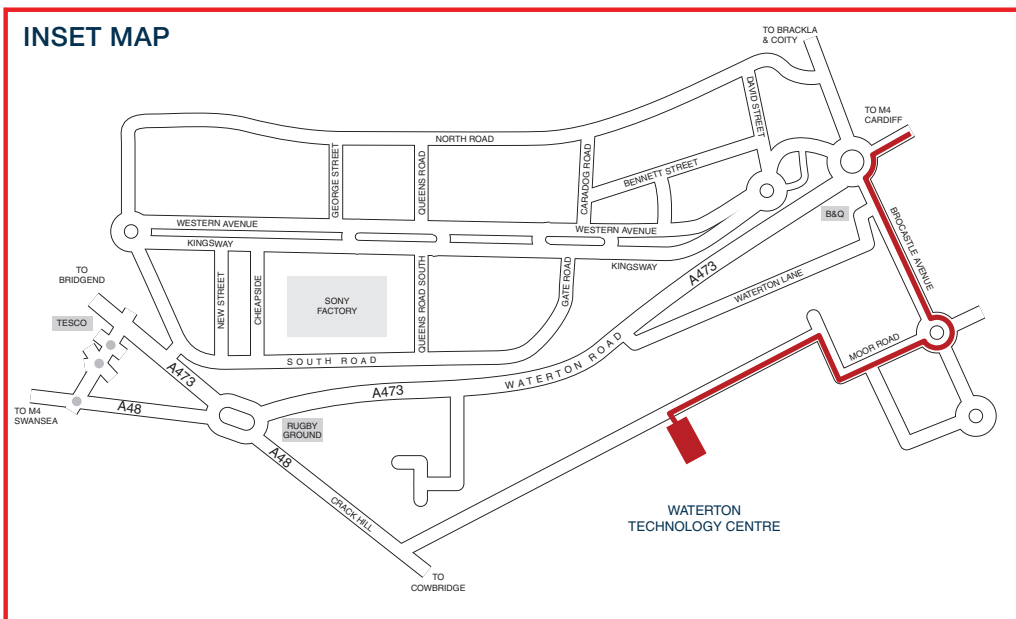 INSET MAP
TO BRACKLA
& COITY
TO M4
CARDIFF
DAVID STREET
NORTH ROAD
GEORGE STREET
QUEENS ROAD
CARADOG ROAD
BENNETT STREET
WESTERN AVENUE
WESTERN AVENUE
B&Q
BROCASTLE AVENUE
KINGSWAY
KINGSWAY
TO
BRIDGEND
NEW STREET
CHEAPSIDE
SONY
FACTORY
QUEENS ROAD SOUTH
GATE ROAD
A473
WATERTON LANE
TESCO
SOUTH ROAD
WATERTON ROAD
MOOR ROAD
A473
A473
TO M4
SWANSEA
A48
RUGBY
GROUND
A48
CRACK HILL
WATERTON
TECHNOLOGY CENTRE
TO
COWBRIDGE